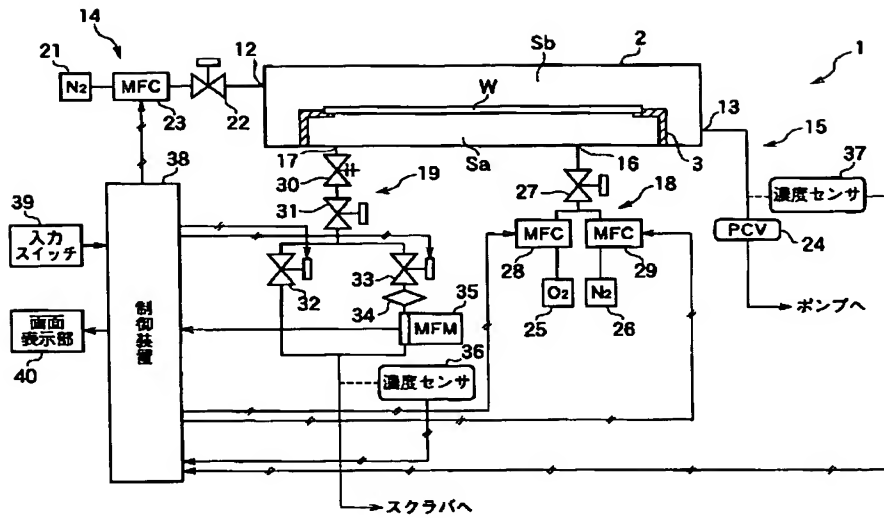 14
21
N2
MFC
23
22
12
Sb
2
1
W
13
15
Sa
3
17
16
30
19
27
18
37
濃度センサ
38
31
39
入力
スイッチ
MFC
28
MFC
29
PCV
24
32
33
34
35
MFM
O2
25
N2
26
ポンプへ
制御装置
画面
表示部
40
36
濃度センサ
スクラバへ